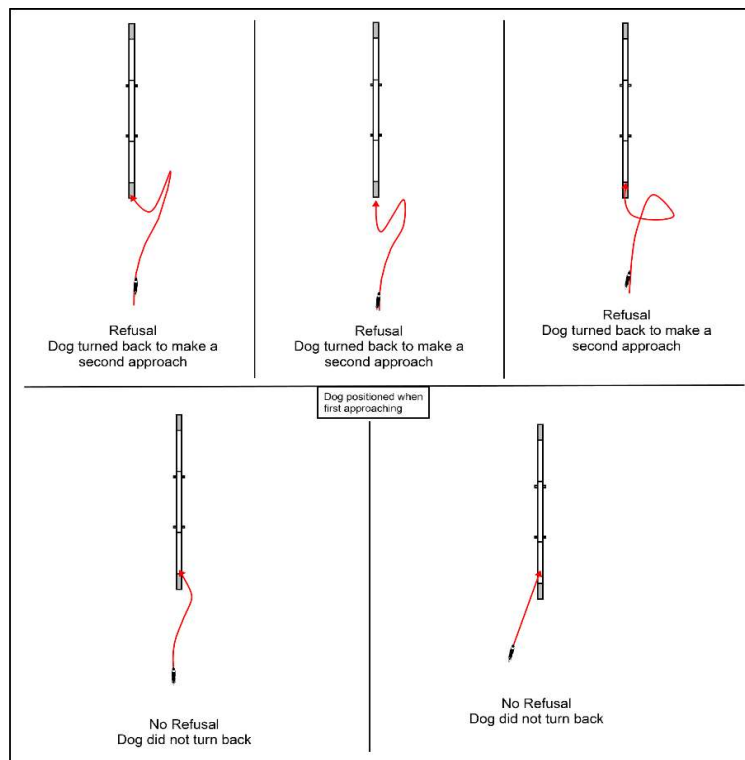 Refusal
Dog turned back to make a
second approach
Refusal
Dog turned back to make a
second approach
Refusal
Dog turned back to make a
second approach
Dog positioned when
first approaching
No Refusal
Dog did not turn back
No Refusal
Dog did not turn back